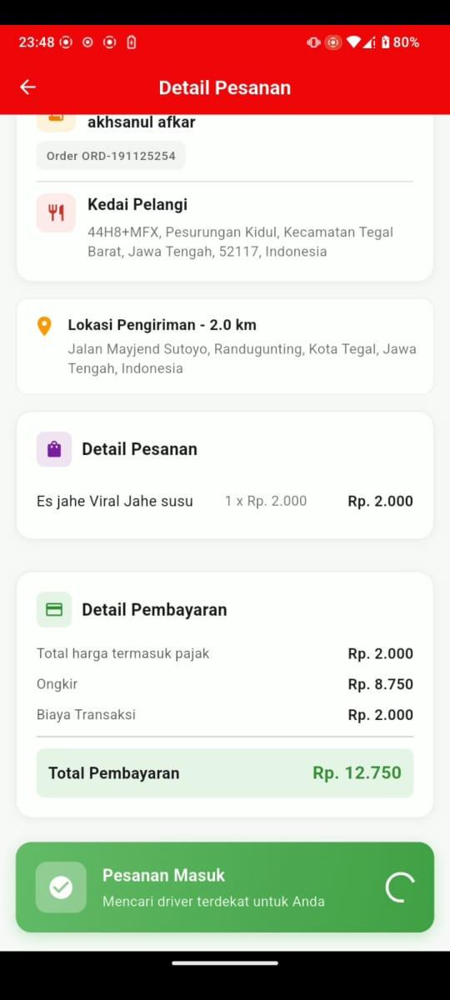 23:48
80%
Detail Pesanan
akhsanul afkar
Order ORD-191125254
Kedai Pelangi
44H8+MFX, Pesurungan Kidul, Kecamatan Tegal
Barat, Jawa Tengah, 52117, Indonesia
Lokasi Pengiriman - 2.0 km
Jalan Mayjend Sutoyo, Randugunting, Kota Tegal, Jawa
Tengah, Indonesia
Detail Pesanan
Es jahe Viral Jahe susu 1 x Rp. 2.000 Rp. 2.000
Detail Pembayaran
Total harga termasuk pajak Rp. 2.000
Ongkir Rp. 8.750
Biaya Transaksi Rp. 2.000
Total Pembayaran Rp. 12.750
Pesanan Masuk
Mencari driver terdekat untuk Anda